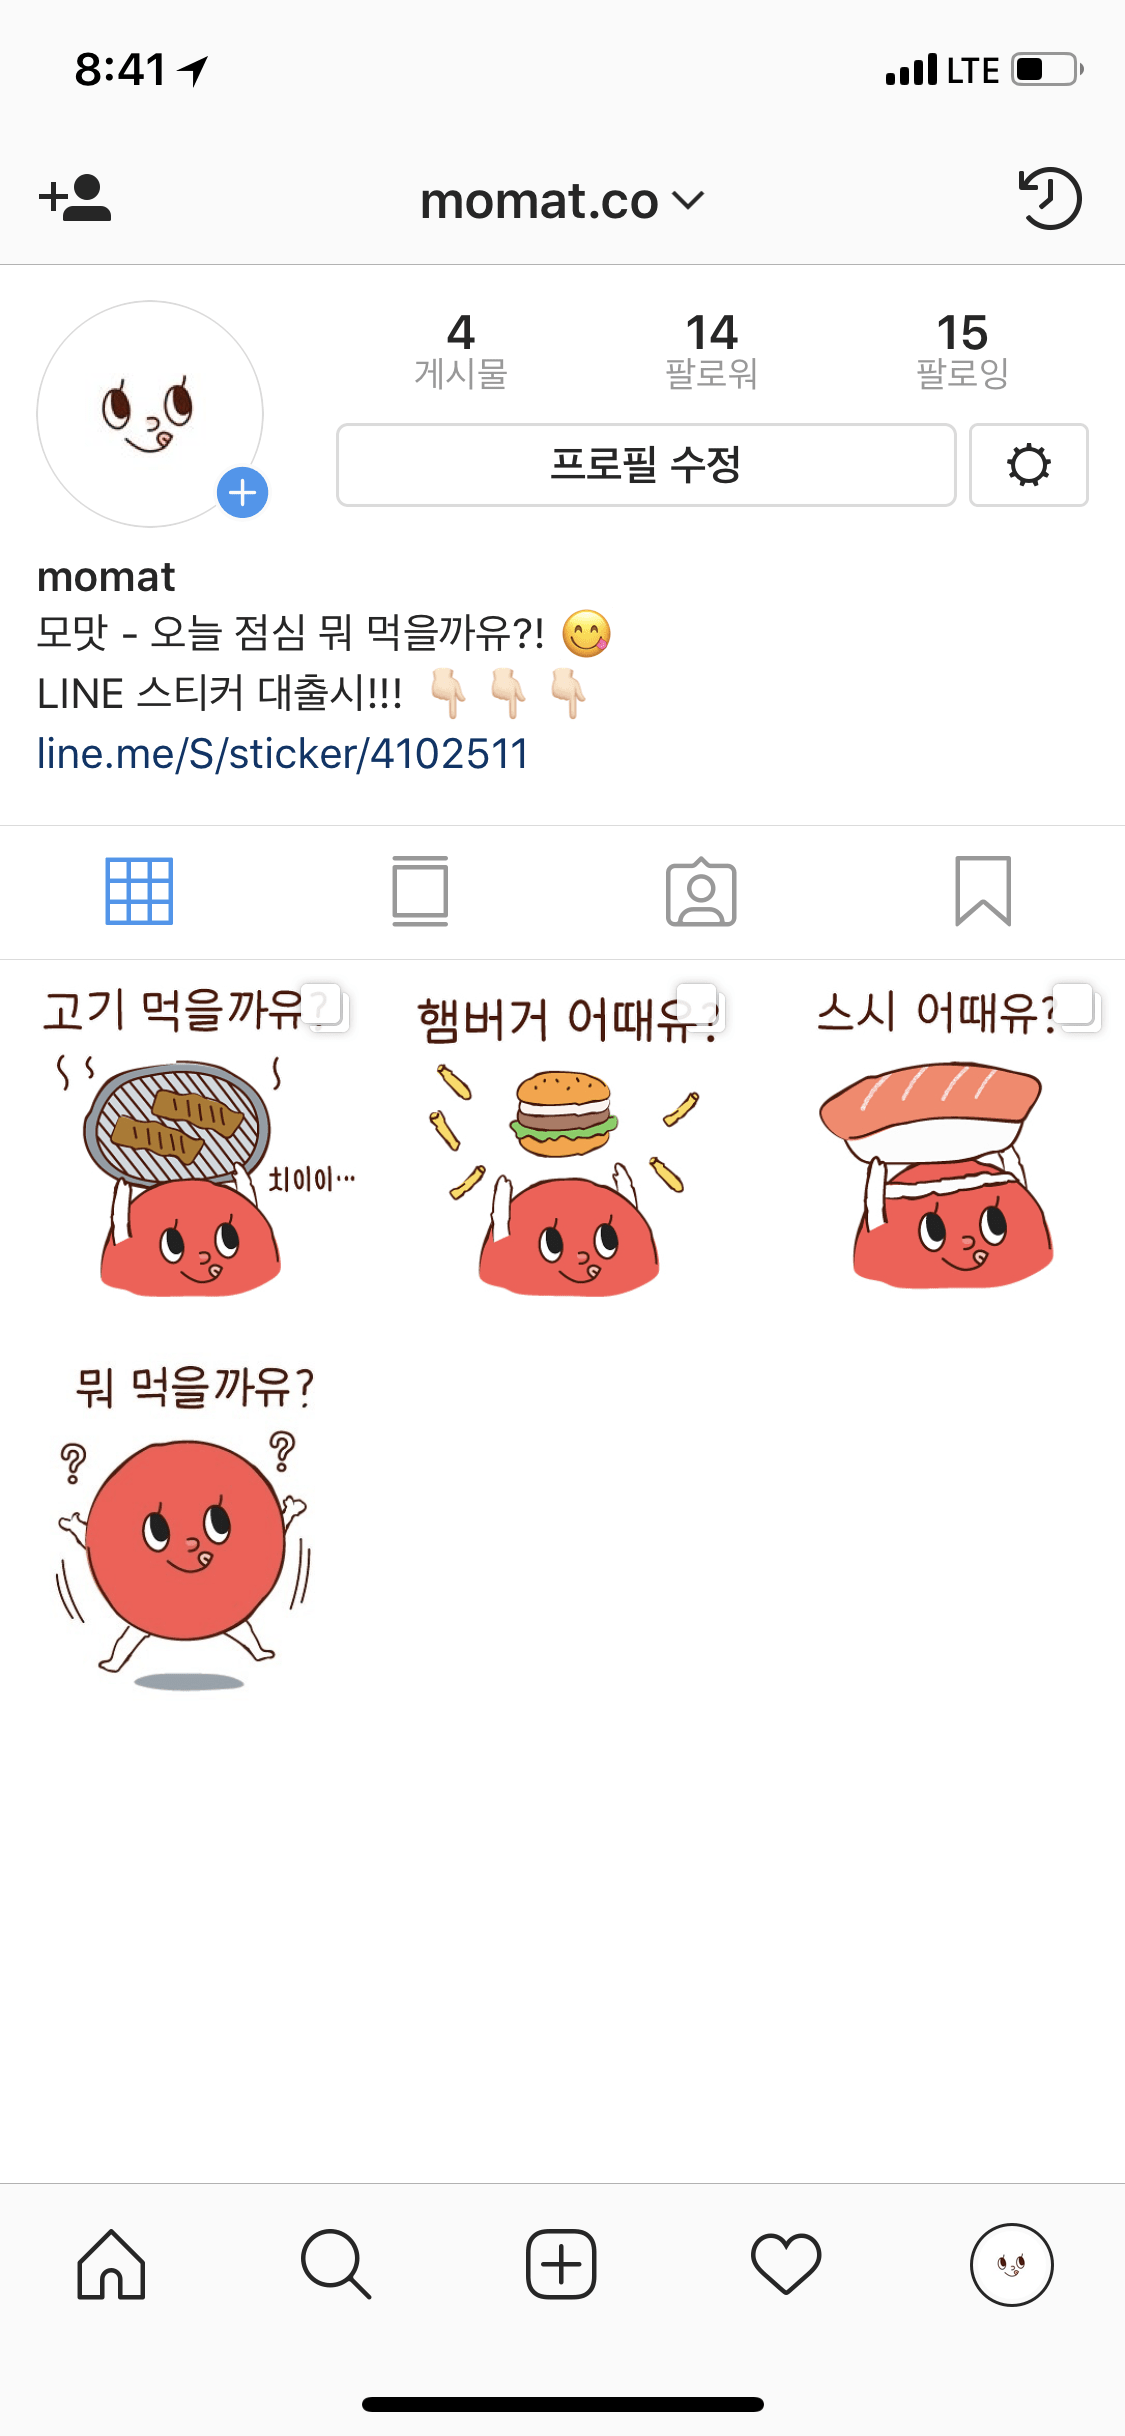 8:41
LTE
momat.co
4
게시물
14
팔로워
15
팔로잉
프로필 수정
momat
모맛 - 오늘 점심 뭐 먹을까유?! 😋
LINE 스티커 대출시!!! 👇🏻 👇🏻 👇🏻
line.me/S/sticker/4102511
고기 먹을까유?
치이이...
햄버거 어때유?
스시 어때유?
뭐 먹을까유?
? ?